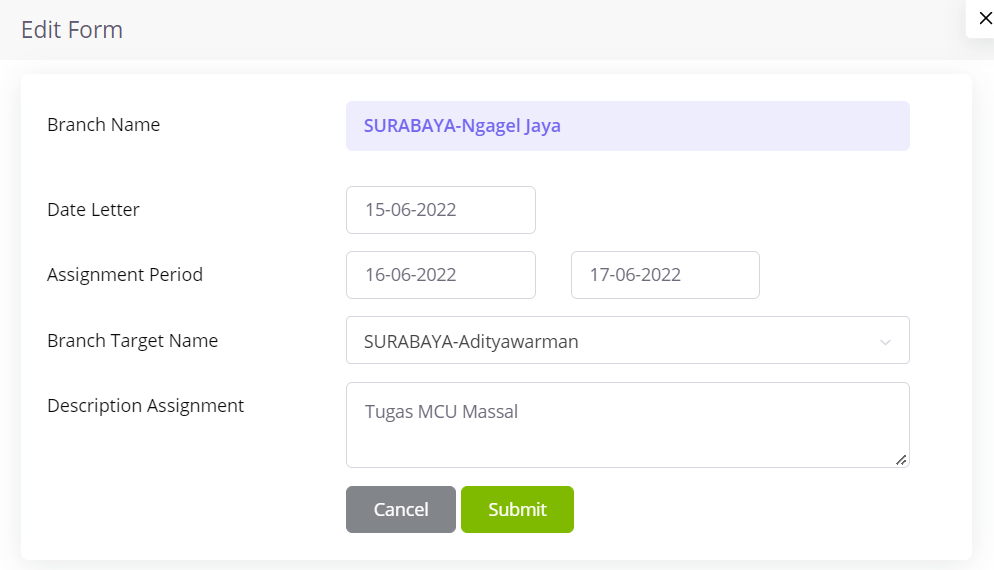 Edit Form
Branch Name
SURABAYA-Ngagel Jaya
Date Letter
15-06-2022
Assignment Period
16-06-2022
17-06-2022
Branch Target Name
SURABAYA-Adityawarman
Description Assignment
Tugas MCU Massal
Cancel
Submit